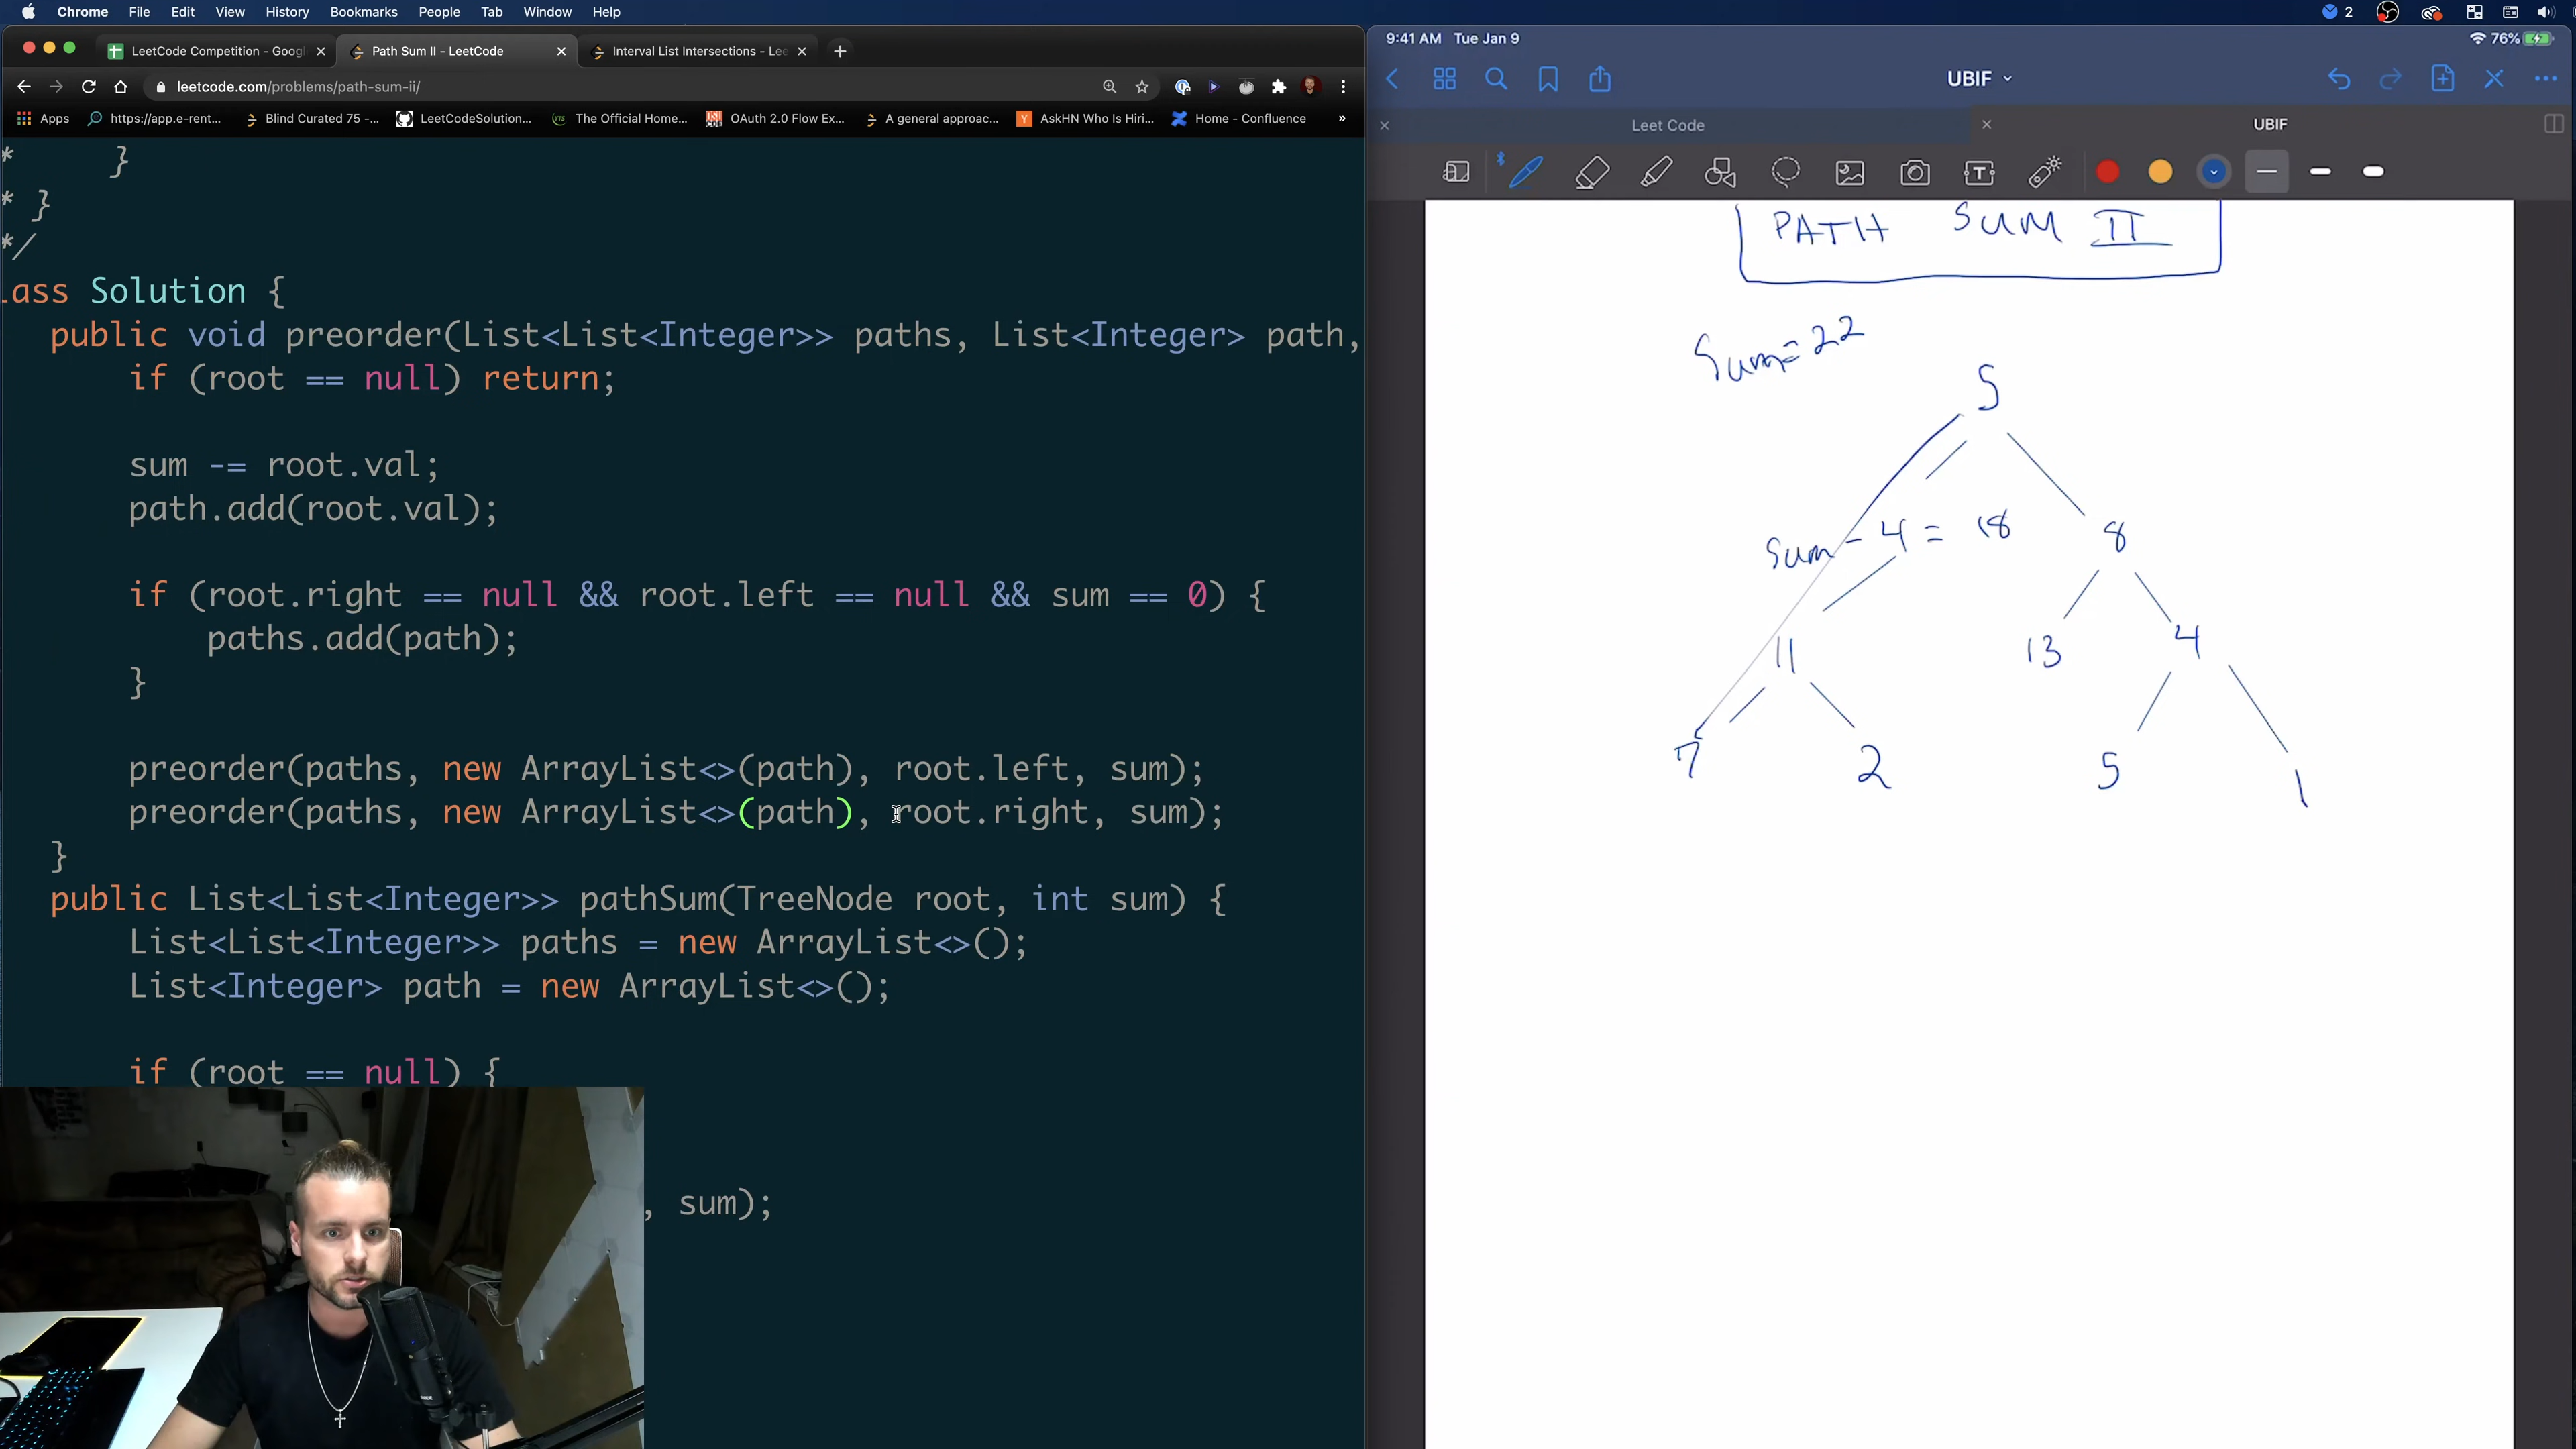 Chrome File Edit View History Bookmarks People Tab Window Help 2
LeetCode Competition - Googl
Path Sum II - LeetCode
Interval List Intersections - Lee
leetcode.com/problems/path-sum-ii/
Apps https://app.e-rent... Blind Curated 75 -... LeetCodeSolution... The Official Home... OAuth 2.0 Flow Ex... A general approac... AskHN Who Is Hiri... Home - Confluence »
* }
* }
*/
lass Solution {
public void preorder(List<List<Integer>> paths, List<Integer> path,
if (root == null) return;
sum -= root.val;
path.add(root.val);
if (root.right == null && root.left == null && sum == 0) {
paths.add(path);
}
preorder(paths, new ArrayList<>(path), root.left, sum);
preorder(paths, new ArrayList<>(path), root.right, sum);
}
public List<List<Integer>> pathSum(TreeNode root, int sum) {
List<List<Integer>> paths = new ArrayList<>();
List<Integer> path = new ArrayList<>();
if (root == null) {
, sum);
9:41 AM Tue Jan 9 76%
UBIF
Leet Code UBIF
PATH SUM II
Sum=22
5
Sum - 4 = 18 8
11 13 4
7 2 5 1